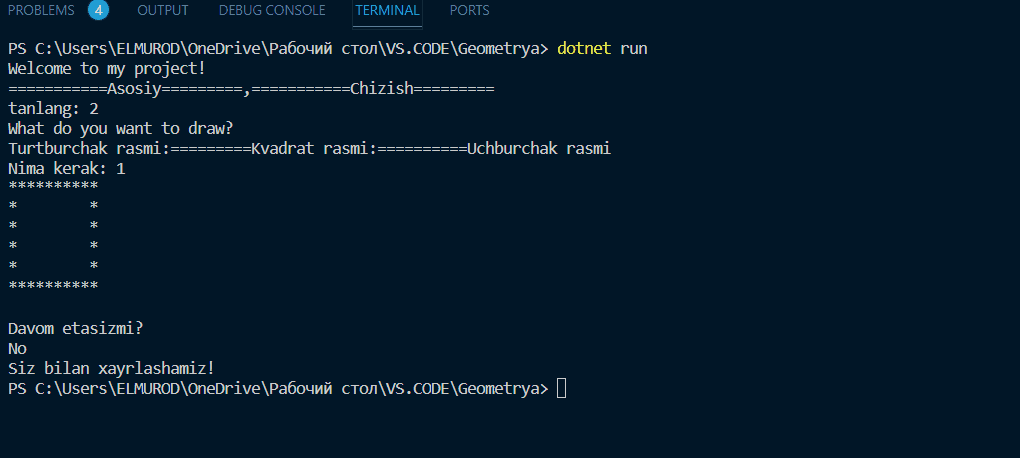 PROBLEMS 4 OUTPUT DEBUG CONSOLE TERMINAL PORTS
PS C:\Users\ELMUROD\OneDrive\Рабочий стол\VS.CODE\Geometrya> dotnet run
Welcome to my project!
===========Asosiy=========,===========Chizish=========
tanlang: 2
What do you want to draw?
Turtburchak rasmi:=========Kvadrat rasmi:==========Uchburchak rasmi
Nima kerak: 1
**********
*        *
*        *
*        *
*        *
**********
Davom etasizmi?
No
Siz bilan xayrlashamiz!
PS C:\Users\ELMUROD\OneDrive\Рабочий стол\VS.CODE\Geometrya>